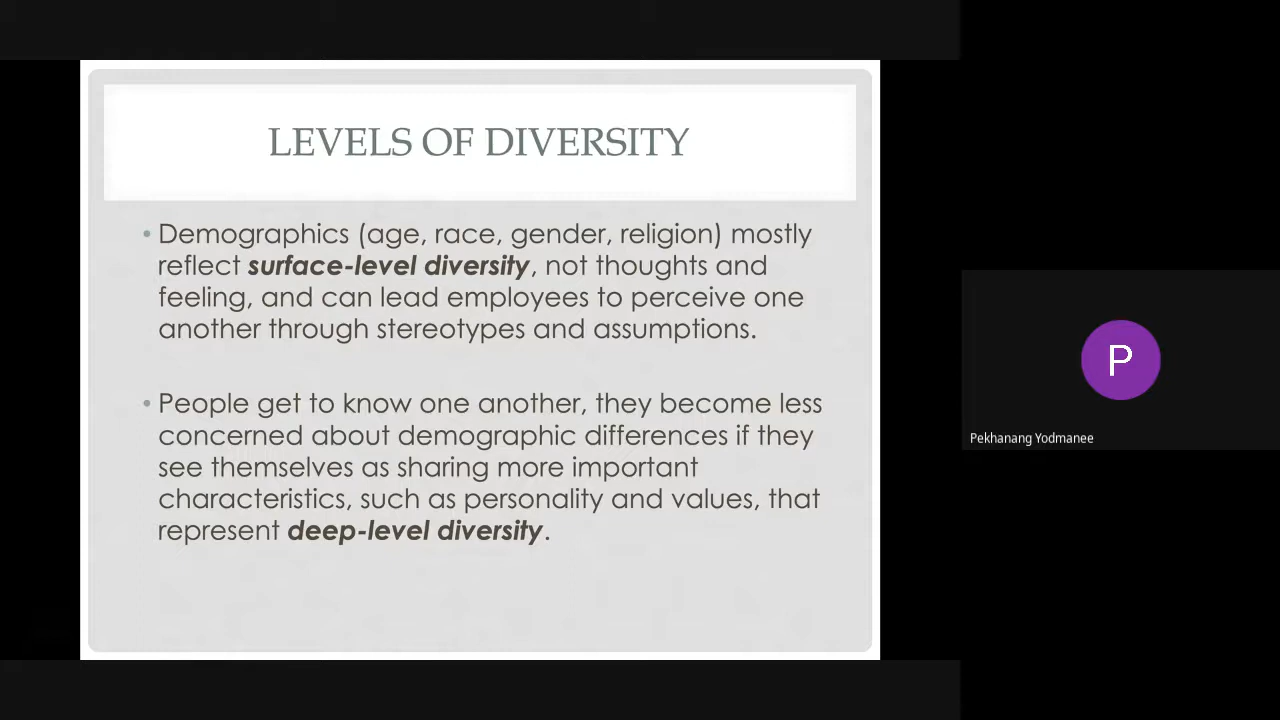 LEVELS OF DIVERSITY
• Demographics (age, race, gender, religion) mostly
reflect surface-level diversity, not thoughts and
feeling, and can lead employees to perceive one
another through stereotypes and assumptions.
• People get to know one another, they become less
concerned about demographic differences if they
see themselves as sharing more important
characteristics, such as personality and values, that
represent deep-level diversity.
P
Pekhanang Yodmanee